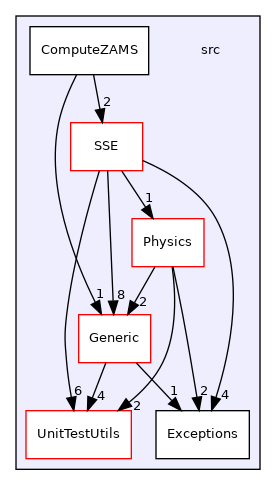 ComputeZAMS
src
2
SSE
1
Physics
1
8
2
Generic
6
4
2
1
2
4
UnitTestUtils
Exceptions